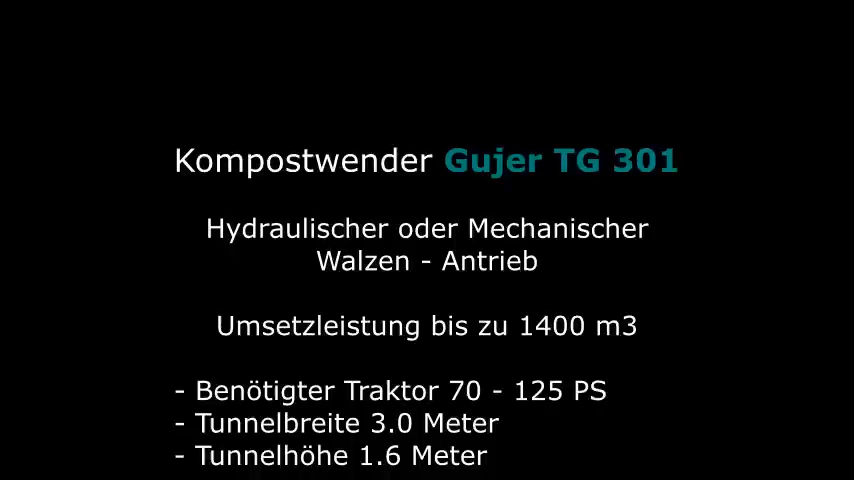 Kompostwender Gujer TG 301
Hydraulischer oder Mechanischer
Walzen - Antrieb
Umsetzleistung bis zu 1400 m3
- Benötigter Traktor 70 - 125 PS
- Tunnelbreite 3.0 Meter
- Tunnelhöhe 1.6 Meter